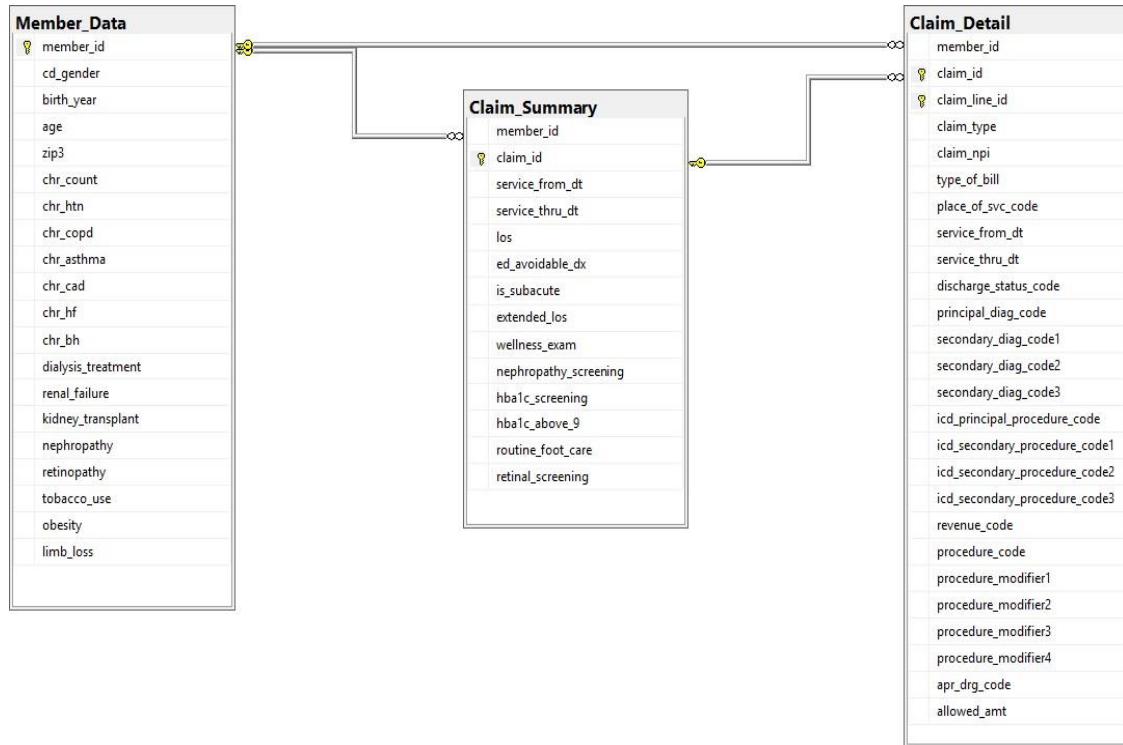 Member_Data
member_id
cd_gender
birth_year
age
zip3
chr_count
chr_htn
chr_copd
chr_asthma
chr_cad
chr_hf
chr_bh
dialysis_treatment
renal_failure
kidney_transplant
nephropathy
retinopathy
tobacco_use
obesity
limb_loss
Claim_Summary
member_id
claim_id
service_from_dt
service_thru_dt
los
ed_avoidable_dx
is_subacute
extended_los
wellness_exam
nephropathy_screening
hba1c_screening
hba1c_above_9
routine_foot_care
retinal_screening
Claim_Detail
member_id
claim_id
claim_line_id
claim_type
claim_npi
type_of_bill
place_of_svc_code
service_from_dt
service_thru_dt
discharge_status_code
principal_diag_code
secondary_diag_code1
secondary_diag_code2
secondary_diag_code3
icd_principal_procedure_code
icd_secondary_procedure_code1
icd_secondary_procedure_code2
icd_secondary_procedure_code3
revenue_code
procedure_code
procedure_modifier1
procedure_modifier2
procedure_modifier3
procedure_modifier4
apr_drg_code
allowed_amt